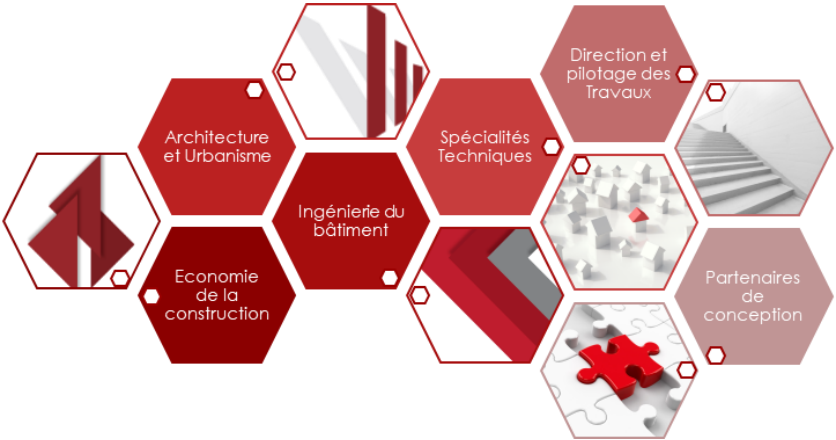 Direction et
pilotage des
Travaux
Architecture
et Urbanisme
Spécialités
Techniques
Ingénierie du
bâtiment
Economie
de la
construction
Partenaires
de
conception